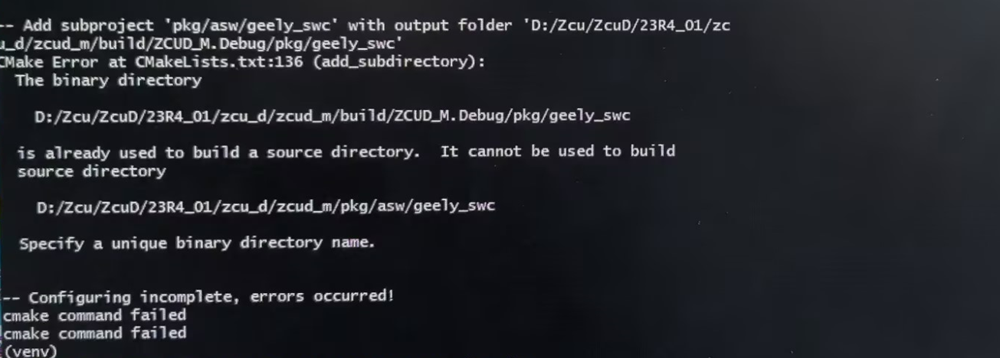 -- Add subproject 'pkg/asw/geely_swc' with output folder 'D:/Zcu/ZcuD/23R4_01/zc
u_d/zcud_m/build/ZCUD_M.Debug/pkg/geely_swc'
CMake Error at CMakeLists.txt:136 (add_subdirectory):
The binary directory
D:/Zcu/ZcuD/23R4_01/zcu_d/zcud_m/build/ZCUD_M.Debug/pkg/geely_swc
is already used to build a source directory.  It cannot be used to build
source directory
D:/Zcu/ZcuD/23R4_01/zcu_d/zcud_m/pkg/asw/geely_swc
Specify a unique binary directory name.
-- Configuring incomplete, errors occurred!
cmake command failed
cmake command failed
(venv)